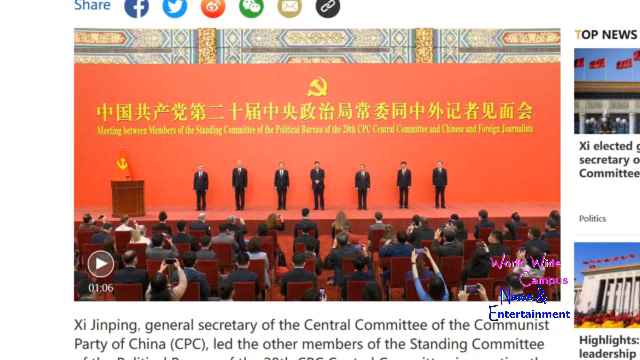 Share
中国共产党第二十届中央政治局常委同中外记者见面会
Meeting between Members of the Standing Committee of the Political Bureau of the 20th CPC Central Committee and Chinese and Foreign Journalists
01:06
Xi Jinping, general secretary of the Central Committee of the Communist
Party of China (CPC), led the other members of the Standing Committee
TOP NEWS
Xi elected g
secretary o
Committee
Politics
Highlights
leadership
World Wide
Campus
News &
Entertainment